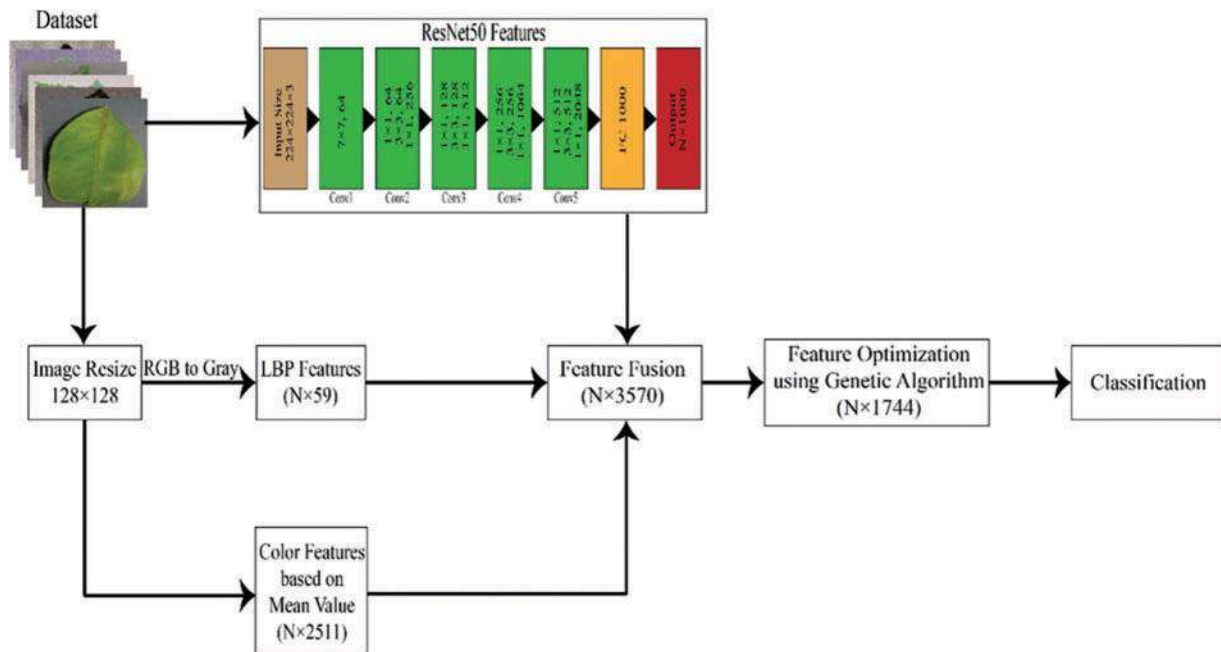 Dataset
ResNet50 Features
Input Size
224×224×3
7×7, 64
1×1, 64
3×3, 64
1×1, 256
1×1, 128
3×3, 128
1×1, 512
1×1, 256
3×3, 256
1×1, 1064
1×1, 512
3×3, 512
1×1, 2048
FC 1000
Output
N×1000
Conv1
Conv2
Conv3
Conv4
Conv5
Image Resize
128×128
RGB to Gray
LBP Features
(N×59)
Feature Fusion
(N×3570)
Feature Optimization
using Genetic Algorithm
(N×1744)
Classification
Color Features
based on
Mean Value
(N×2511)